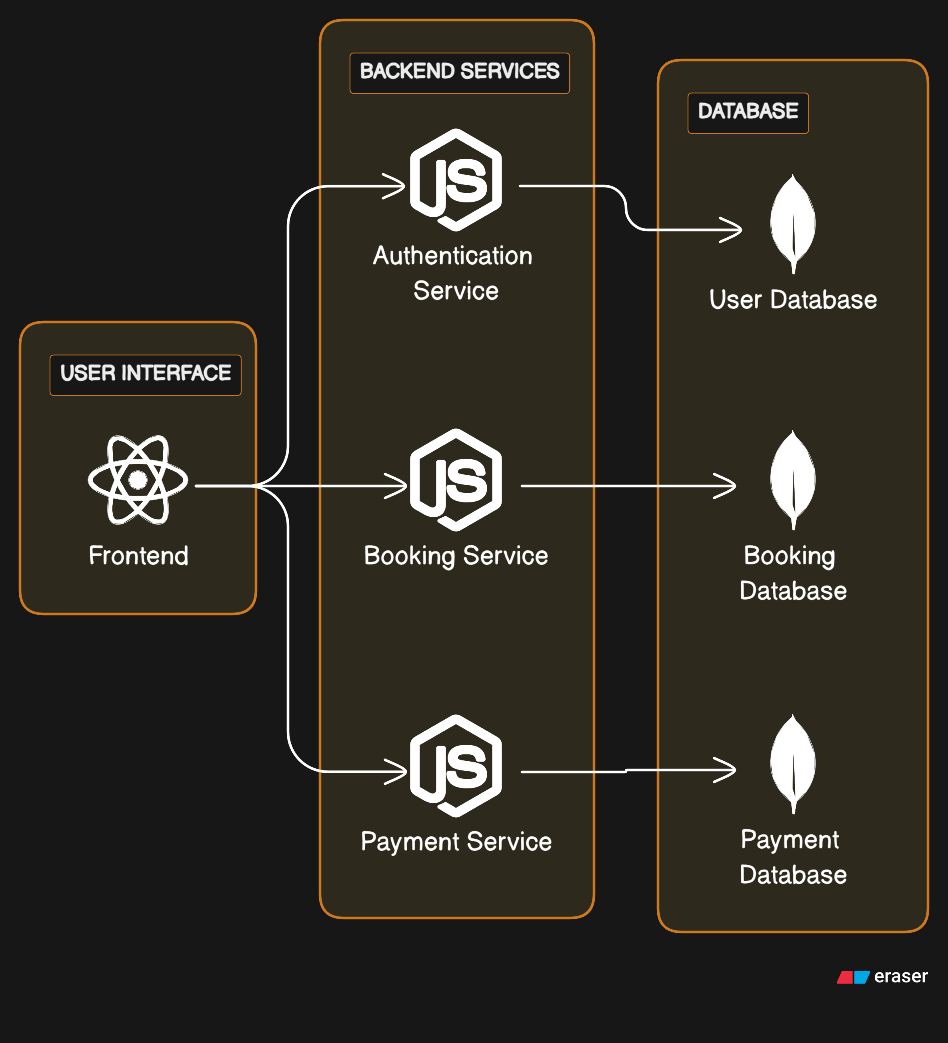 BACKEND SERVICES
DATABASE
JS
Authentication
Service
User Database
USER INTERFACE
Frontend
JS
Booking Service
Booking
Database
JS
Payment Service
Payment
Database
eraser